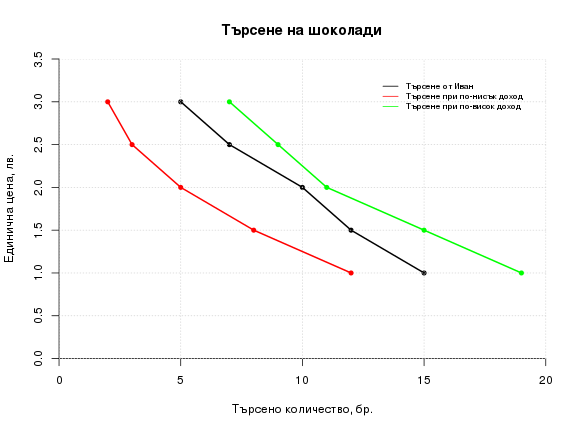 Търсене на шоколади
Търсене от Иван
Търсене при по-нисък доход
Търсене при по-висок доход
3.5
3.0
2.5
2.0
1.5
1.0
0.5
0.0
Единична цена, лв.
0 5 10 15 20
Търсено количество, бр.